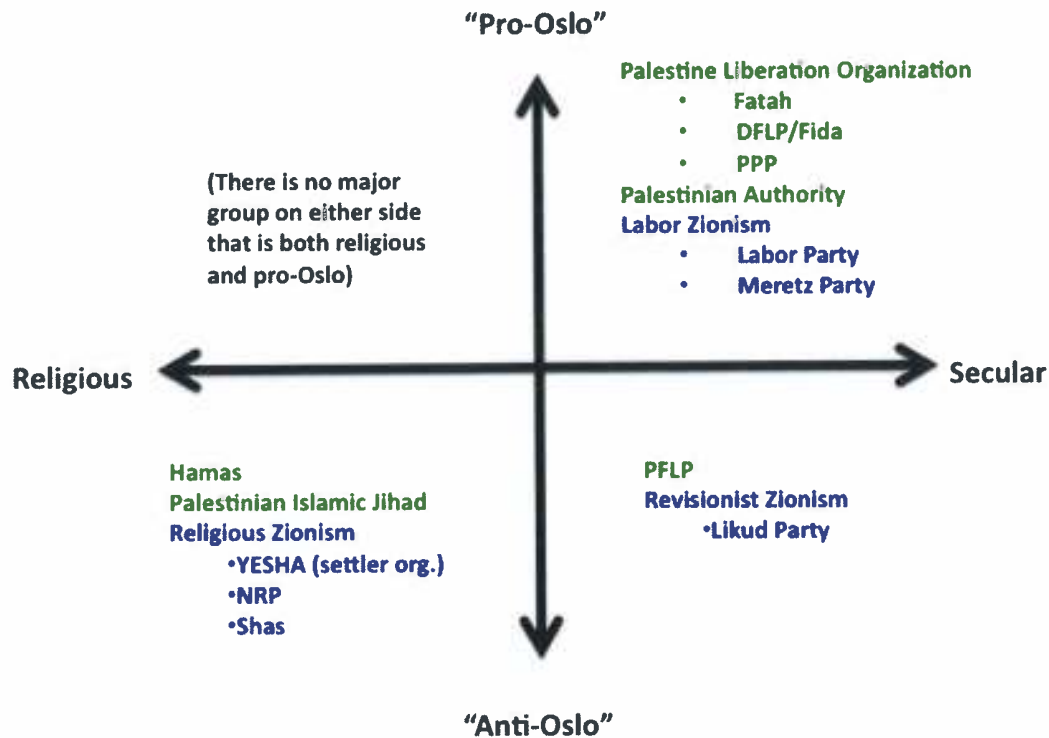 “Pro-Oslo”
Palestine Liberation Organization
• Fatah
• DFLP/Fida
• PPP
Palestinian Authority
Labor Zionism
• Labor Party
• Meretz Party
(There is no major
group on either side
that is both religious
and pro-Oslo)
Religious
Secular
Hamas
Palestinian Islamic Jihad
Religious Zionism
•YESHA (settler org.)
•NRP
•Shas
PFLP
Revisionist Zionism
•Likud Party
“Anti-Oslo”